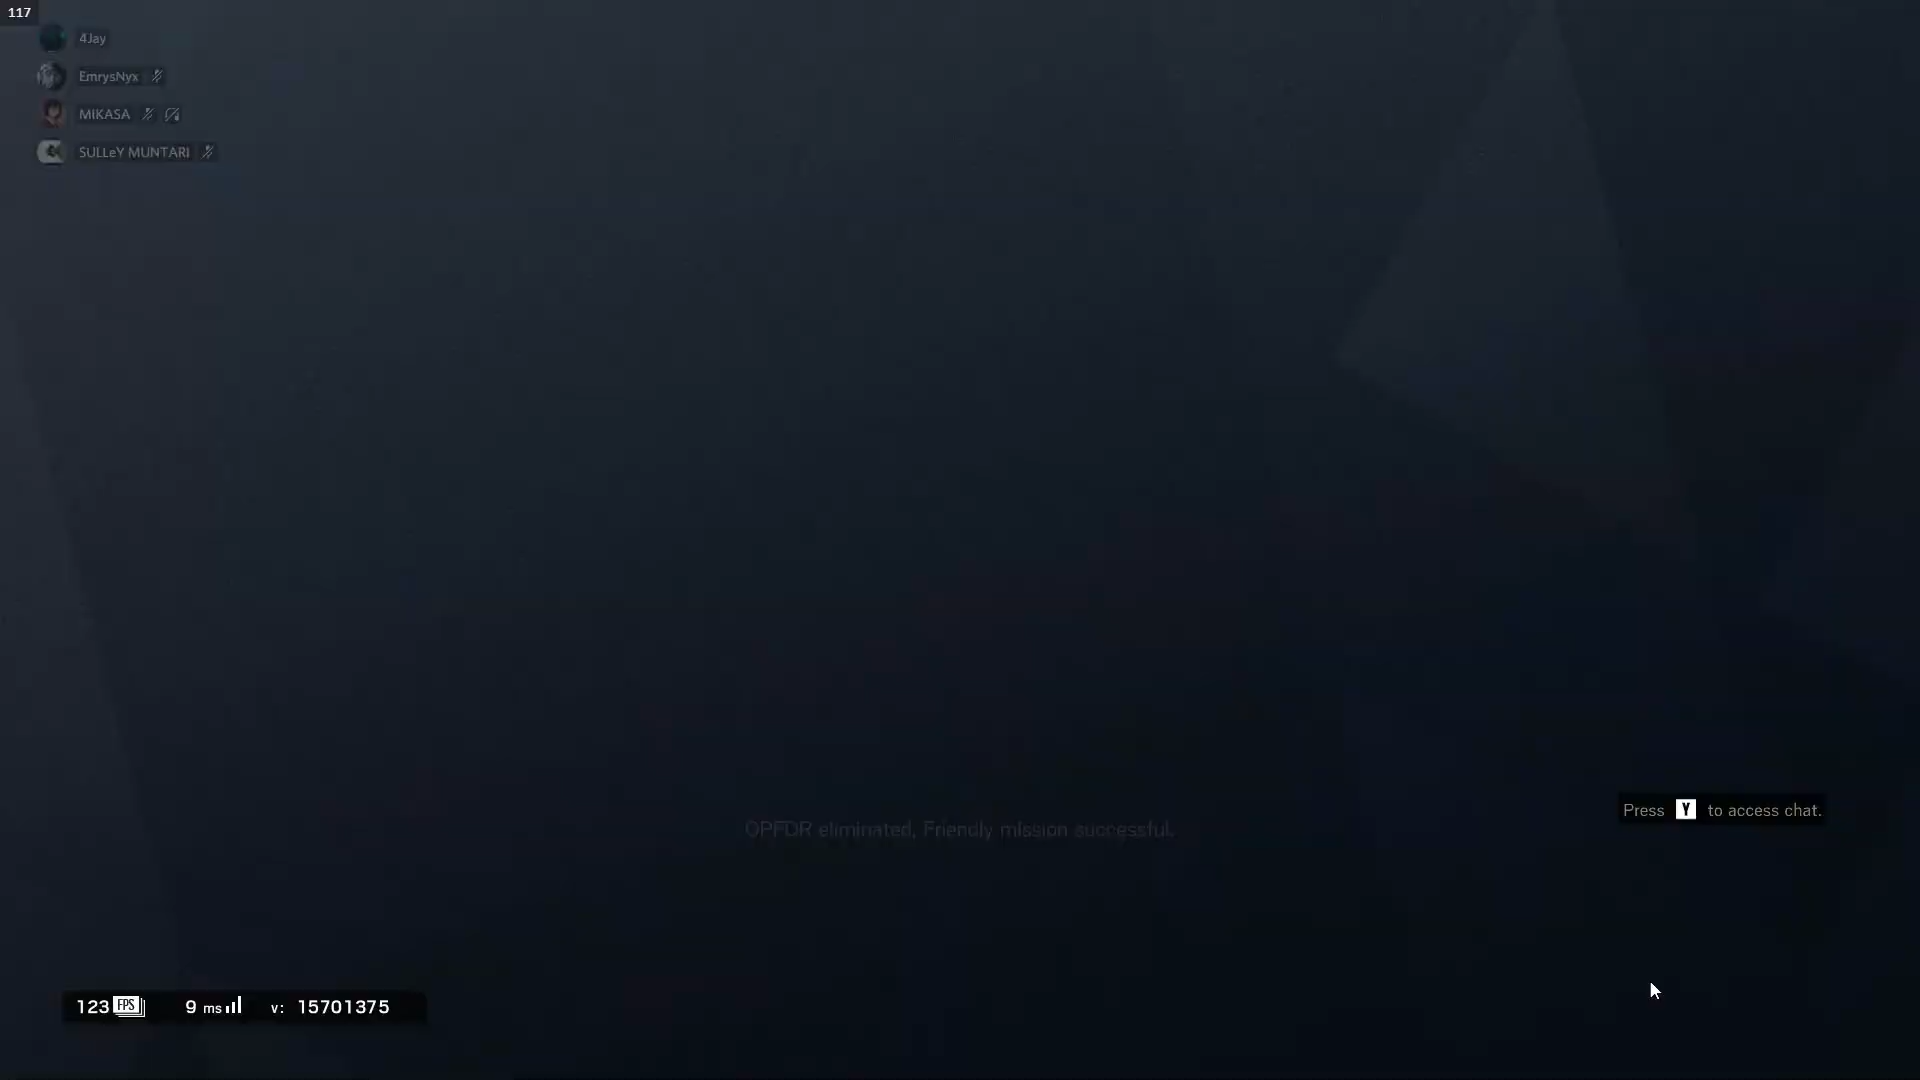 117
4Jay
EmrysNyx
MIKASA
SULLeY MUNTARI
Press Y to access chat.
OPFOR eliminated, Friendly mission successful.
123 FPS 9 ms v: 15701375